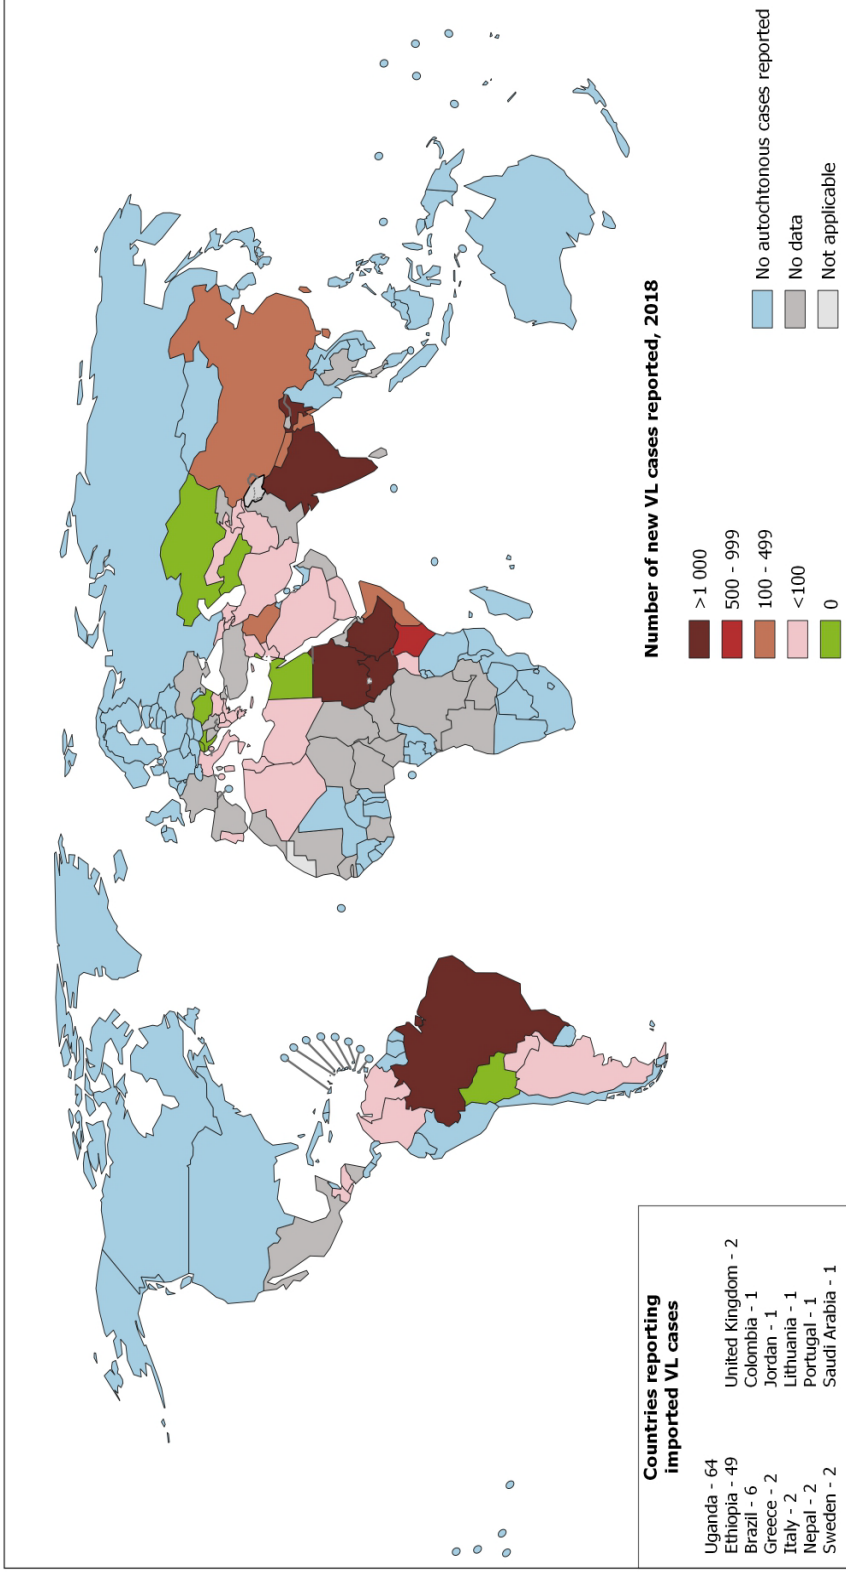 Countries reporting
imported VL cases
Uganda - 64
Ethiopia - 49
Brazil - 6
Greece - 2
Italy - 2
Nepal - 2
Sweden - 2
United Kingdom - 2
Colombia - 1
Jordan - 1
Lithuania - 1
Portugal - 1
Saudi Arabia - 1
Number of new VL cases reported, 2018
>1 000
500 - 999
100 - 499
<100
0
No autochtonous cases reported
No data
Not applicable